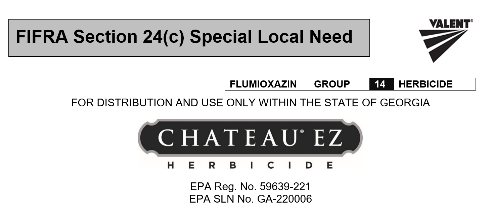 FIFRA Section 24(c) Special Local Need
VALENT®
FLUMIOXAZIN GROUP 14 HERBICIDE
FOR DISTRIBUTION AND USE ONLY WITHIN THE STATE OF GEORGIA
CHATEAU® EZ
HERBICIDE
EPA Reg. No. 59639-221
EPA SLN No. GA-220006